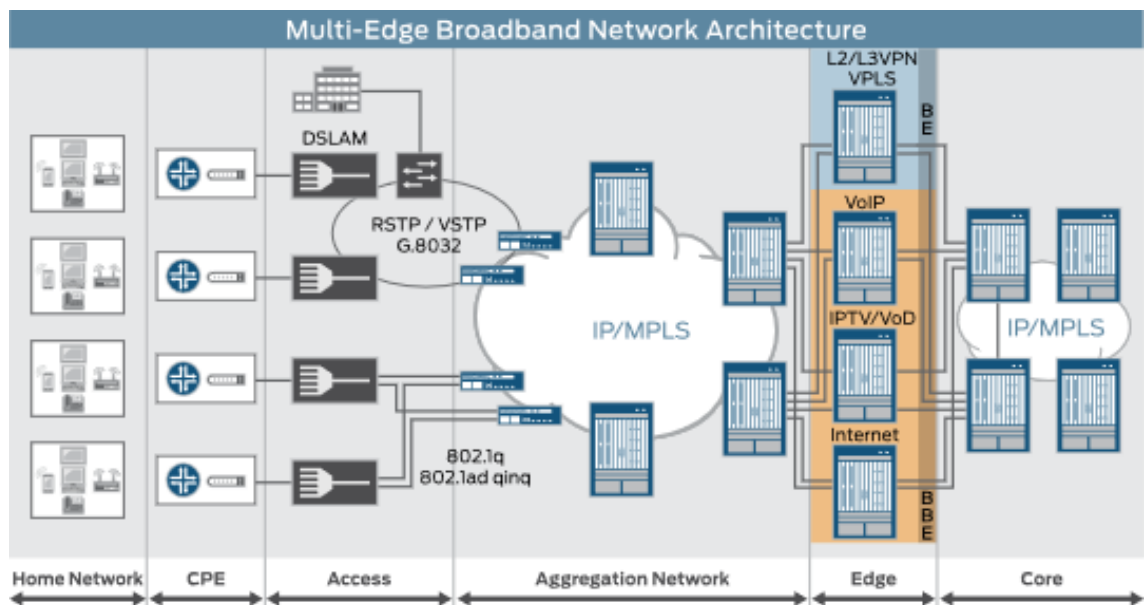 Multi-Edge Broadband Network Architecture
L2/L3VPN
VPLS
B
E
DSLAM
RSTP / VSTP
G.8032
VoIP
IP/MPLS
IPTV/VoD
IP/MPLS
Internet
802.1q
802.1ad qinq
B
B
E
Home Network
CPE
Access
Aggregation Network
Edge
Core